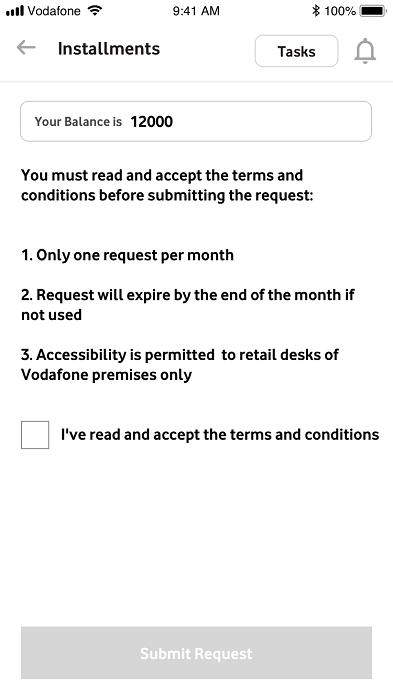 Vodafone 9:41 AM 100%
Installments Tasks
Your Balance is 12000
You must read and accept the terms and
conditions before submitting the request:
1. Only one request per month
2. Request will expire by the end of the month if
not used
3. Accessibility is permitted to retail desks of
Vodafone premises only
I've read and accept the terms and conditions
Submit Request